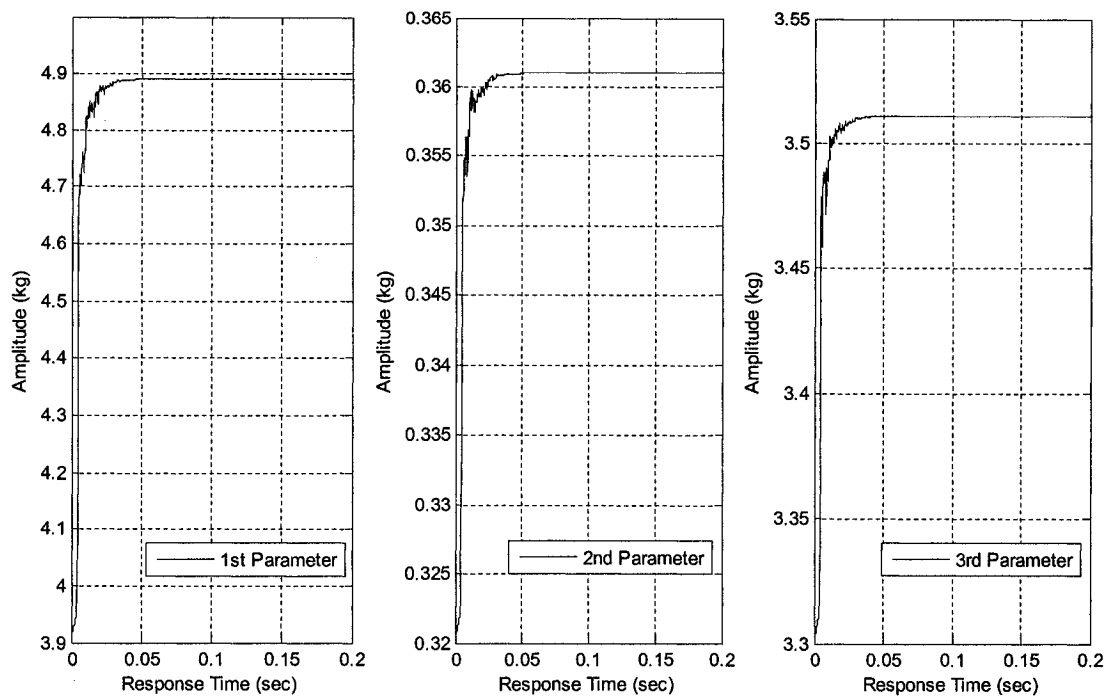 4.9
4.8
4.7
4.6
4.5
4.4
4.3
4.2
4.1
4
3.9
Amplitude (kg)
1st Parameter
0 0.05 0.1 0.15 0.2
Response Time (sec)
0.365
0.36
0.355
0.35
0.345
0.34
0.335
0.33
0.325
0.32
Amplitude (kg)
2nd Parameter
0 0.05 0.1 0.15 0.2
Response Time (sec)
3.55
3.5
3.45
3.4
3.35
3.3
Amplitude (kg)
3rd Parameter
0 0.05 0.1 0.15 0.2
Response Time (sec)